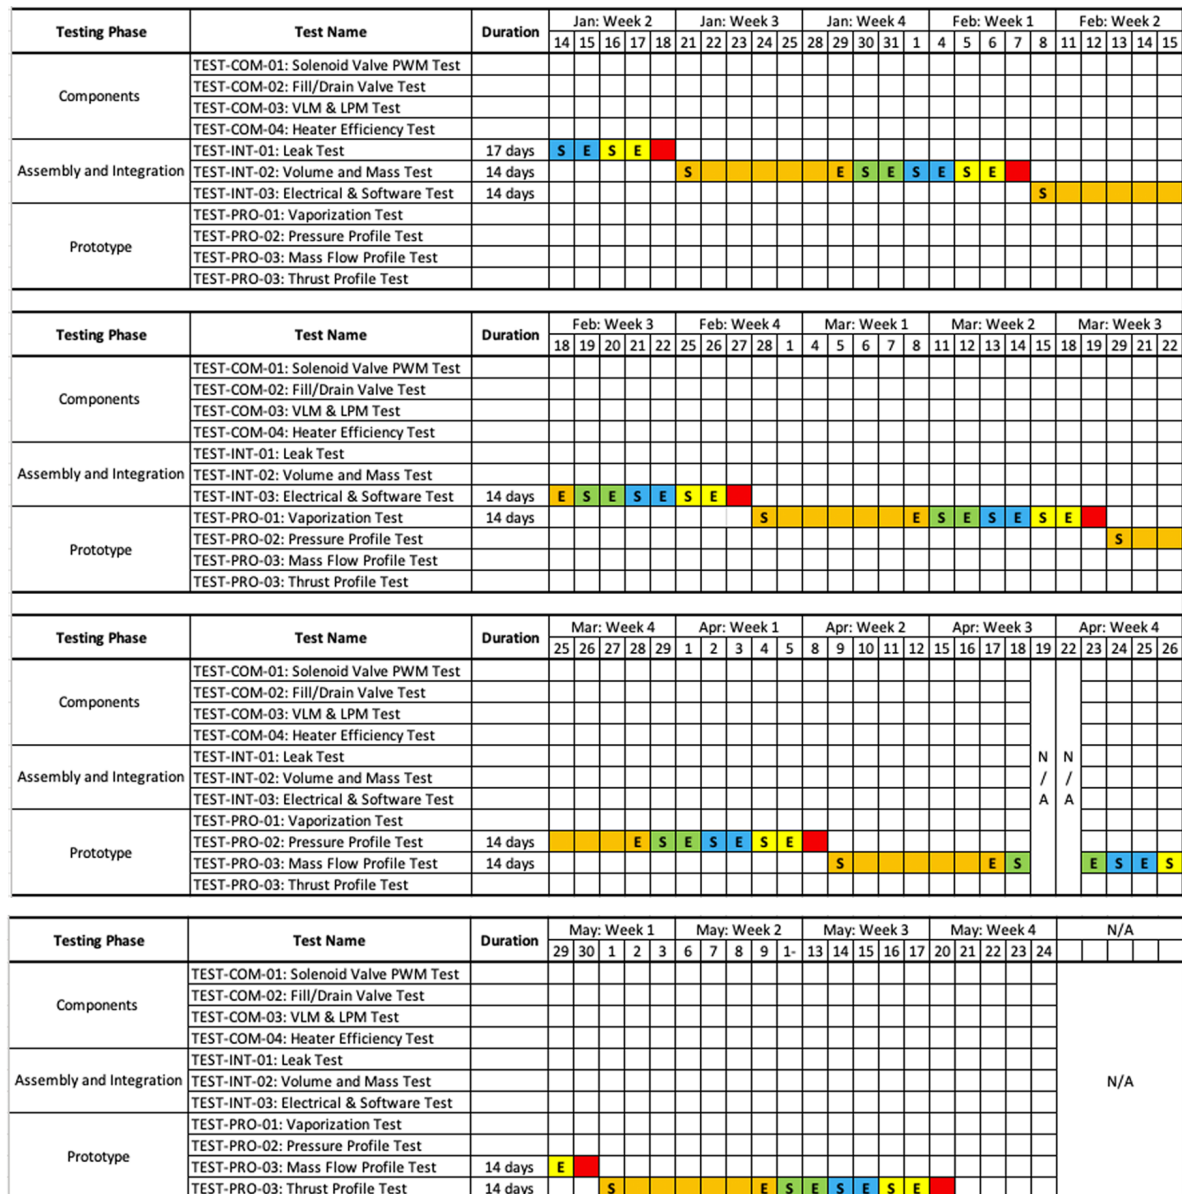 Testing Phase Test Name Duration Jan: Week 2 Jan: Week 3 Jan: Week 4 Feb: Week 1 Feb: Week 2
14 15 16 17 18 21 22 23 24 25 28 29 30 31 1 4 5 6 7 8 11 12 13 14 15
Components TEST-COM-01: Solenoid Valve PWM Test
TEST-COM-02: Fill/Drain Valve Test
TEST-COM-03: VLM & LPM Test
TEST-COM-04: Heater Efficiency Test
Assembly and Integration TEST-INT-01: Leak Test 17 days S E S E
TEST-INT-02: Volume and Mass Test 14 days S E S E S E S E
TEST-INT-03: Electrical & Software Test 14 days S
Prototype TEST-PRO-01: Vaporization Test
TEST-PRO-02: Pressure Profile Test
TEST-PRO-03: Mass Flow Profile Test
TEST-PRO-03: Thrust Profile Test
Testing Phase Test Name Duration Feb: Week 3 Feb: Week 4 Mar: Week 1 Mar: Week 2 Mar: Week 3
18 19 20 21 22 25 26 27 28 1 4 5 6 7 8 11 12 13 14 15 18 19 29 21 22
Components TEST-COM-01: Solenoid Valve PWM Test
TEST-COM-02: Fill/Drain Valve Test
TEST-COM-03: VLM & LPM Test
TEST-COM-04: Heater Efficiency Test
Assembly and Integration TEST-INT-01: Leak Test
TEST-INT-02: Volume and Mass Test
TEST-INT-03: Electrical & Software Test 14 days E S E S E S E
Prototype TEST-PRO-01: Vaporization Test 14 days S E S E S E S E
TEST-PRO-02: Pressure Profile Test S
TEST-PRO-03: Mass Flow Profile Test
TEST-PRO-03: Thrust Profile Test
Testing Phase Test Name Duration Mar: Week 4 Apr: Week 1 Apr: Week 2 Apr: Week 3 Apr: Week 4
25 26 27 28 29 1 2 3 4 5 8 9 10 11 12 15 16 17 18 19 22 23 24 25 26
Components TEST-COM-01: Solenoid Valve PWM Test
TEST-COM-02: Fill/Drain Valve Test
TEST-COM-03: VLM & LPM Test
TEST-COM-04: Heater Efficiency Test
Assembly and Integration TEST-INT-01: Leak Test N N
TEST-INT-02: Volume and Mass Test / /
TEST-INT-03: Electrical & Software Test A A
Prototype TEST-PRO-01: Vaporization Test
TEST-PRO-02: Pressure Profile Test 14 days E S E S E S E
TEST-PRO-03: Mass Flow Profile Test 14 days S E S E S E S
TEST-PRO-03: Thrust Profile Test
Testing Phase Test Name Duration May: Week 1 May: Week 2 May: Week 3 May: Week 4 N/A
29 30 1 2 3 6 7 8 9 1- 13 14 15 16 17 20 21 22 23 24
Components TEST-COM-01: Solenoid Valve PWM Test
TEST-COM-02: Fill/Drain Valve Test
TEST-COM-03: VLM & LPM Test
TEST-COM-04: Heater Efficiency Test
Assembly and Integration TEST-INT-01: Leak Test
TEST-INT-02: Volume and Mass Test N/A
TEST-INT-03: Electrical & Software Test
Prototype TEST-PRO-01: Vaporization Test
TEST-PRO-02: Pressure Profile Test
TEST-PRO-03: Mass Flow Profile Test 14 days E
TEST-PRO-03: Thrust Profile Test 14 days S E S E S E S E